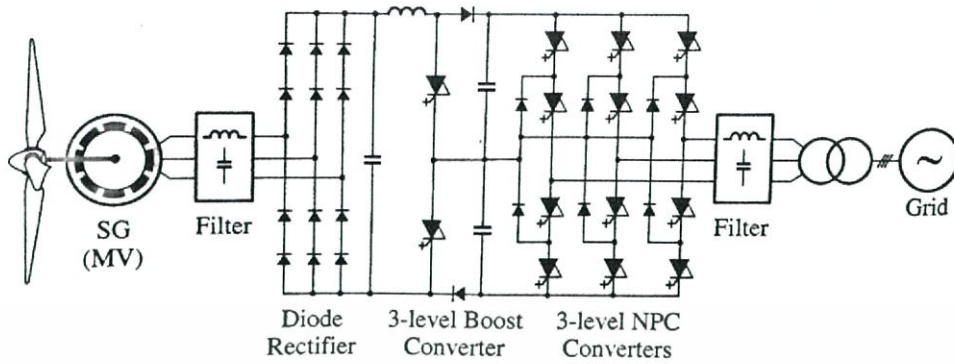 SG
(MV)
Filter
Diode
Rectifier
3-level Boost
Converter
3-level NPC
Converters
Filter
~
Grid